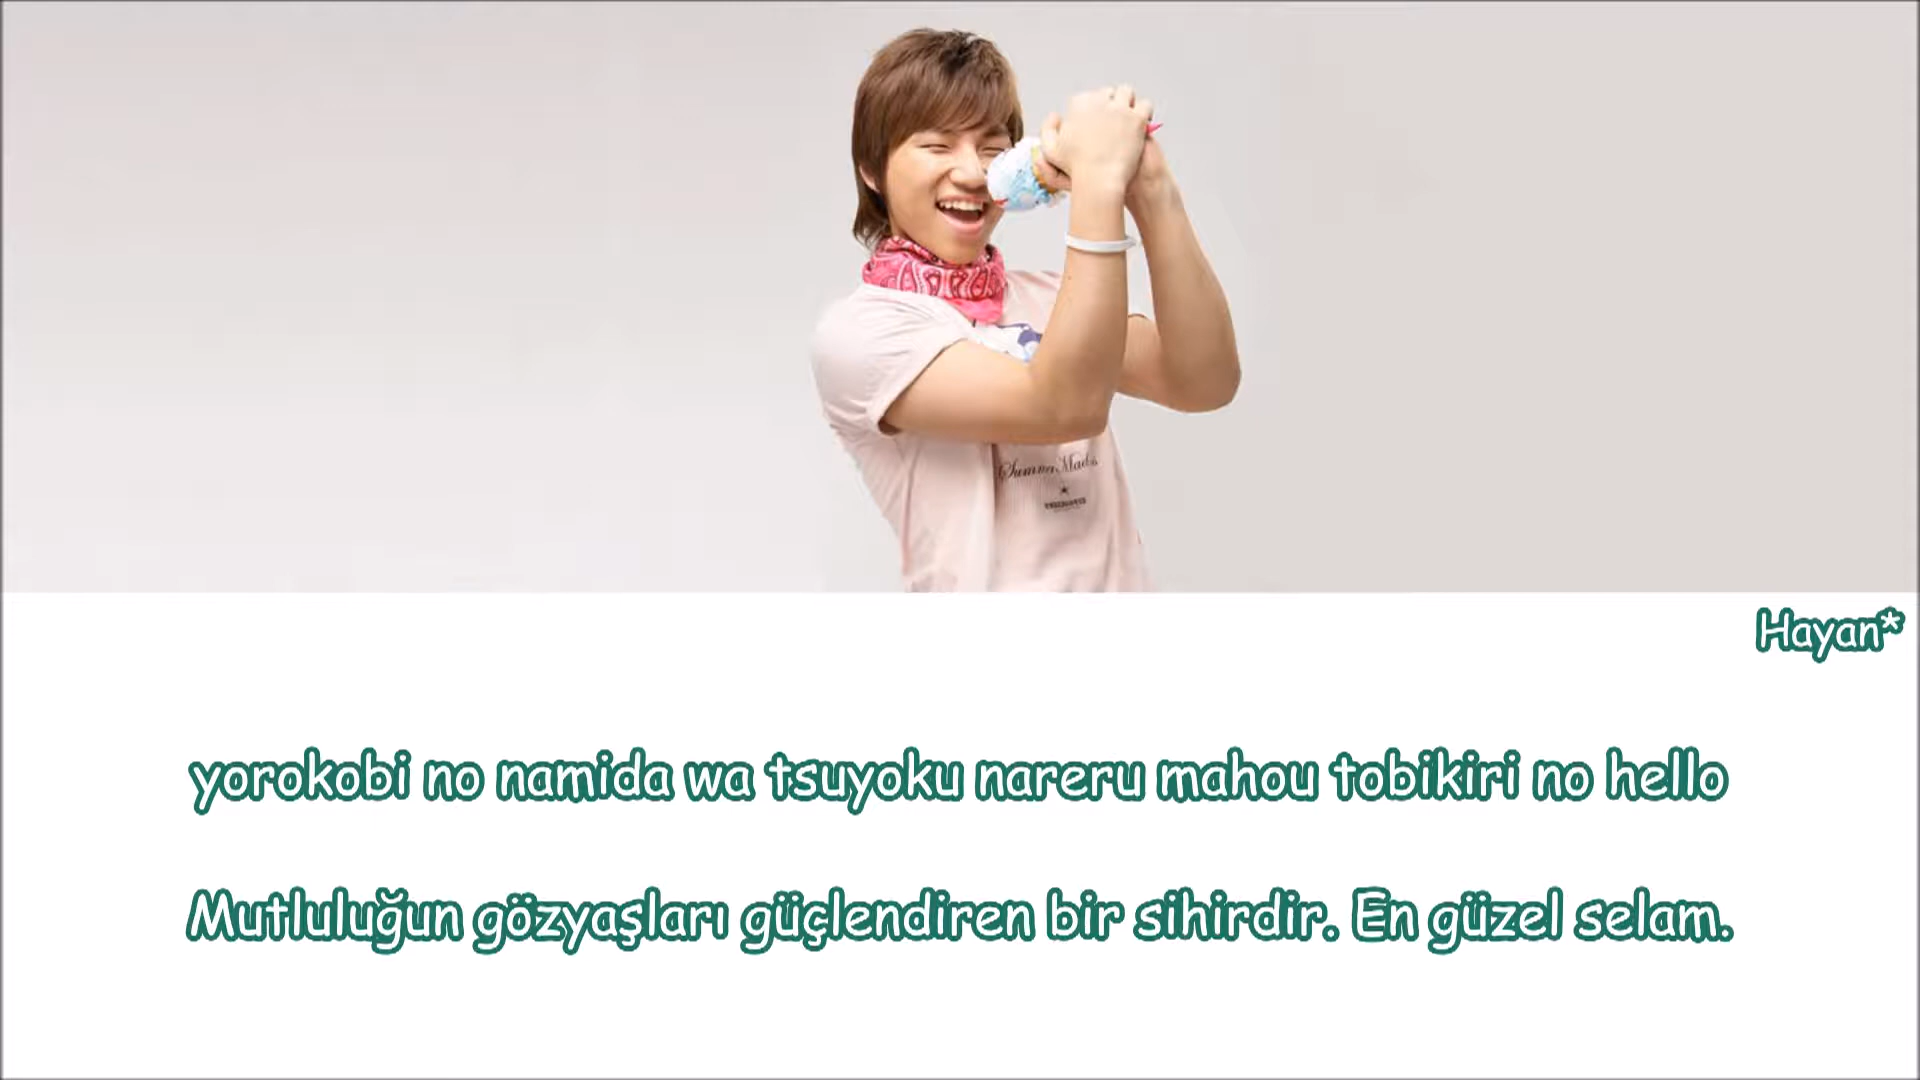 Hayan*
yorokobi no namida wa tsuyoku nareru mahou tobikiri no hello
Mutluluğun gözyaşları güçlendiren bir sihirdir. En güzel selam.